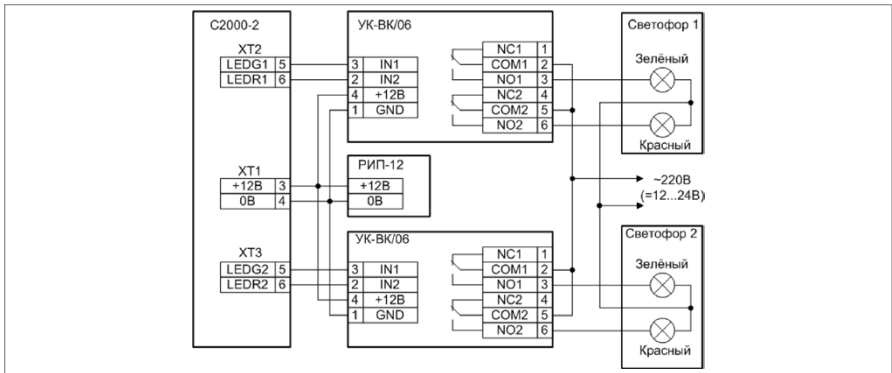 С2000-2
УК-ВК/06
Светофор 1
XT2
LEDG1 5
LEDR1 6
3 IN1
2 IN2
4 +12В
1 GND
NC1 1
COM1 2
NO1 3
NC2 4
COM2 5
NO2 6
Зелёный
Красный
XT1
+12В 3
0В 4
РИП-12
+12В
0В
~220В
(=12...24В)
УК-ВК/06
Светофор 2
XT3
LEDG2 5
LEDR2 6
3 IN1
2 IN2
4 +12В
1 GND
NC1 1
COM1 2
NO1 3
NC2 4
COM2 5
NO2 6
Зелёный
Красный